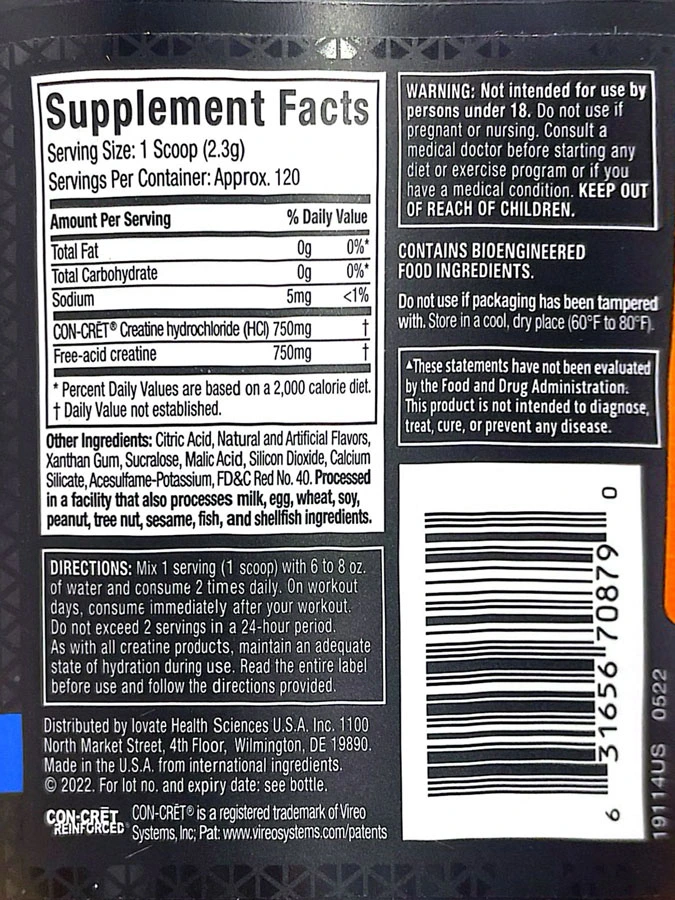 Supplement Facts
Serving Size: 1 Scoop (2.3g)
Servings Per Container: Approx. 120
Amount Per Serving % Daily Value
Total Fat 0g 0%*
Total Carbohydrate 0g 0%*
Sodium 5mg <1%
CON-CRĒT® Creatine hydrochloride (HCl) 750mg †
Free-acid creatine 750mg †
* Percent Daily Values are based on a 2,000 calorie diet.
† Daily Value not established.
Other Ingredients: Citric Acid, Natural and Artificial Flavors,
Xanthan Gum, Sucralose, Malic Acid, Silicon Dioxide, Calcium
Silicate, Acesulfame-Potassium, FD&C Red No. 40. Processed
in a facility that also processes milk, egg, wheat, soy,
peanut, tree nut, sesame, fish, and shellfish ingredients.
DIRECTIONS: Mix 1 serving (1 scoop) with 6 to 8 oz.
of water and consume 2 times daily. On workout
days, consume immediately after your workout.
Do not exceed 2 servings in a 24-hour period.
As with all creatine products, maintain an adequate
state of hydration during use. Read the entire label
before use and follow the directions provided.
Distributed by Iovate Health Sciences U.S.A. Inc. 1100
North Market Street, 4th Floor, Wilmington, DE 19890.
Made in the U.S.A. from international ingredients.
© 2022. For lot no. and expiry date: see bottle.
CON-CRĒT
REINFORCED®
CON-CRĒT® is a registered trademark of Vireo
Systems, Inc; Pat: www.vireosystems.com/patents
WARNING: Not intended for use by
persons under 18. Do not use if
pregnant or nursing. Consult a
medical doctor before starting any
diet or exercise program or if you
have a medical condition. KEEP OUT
OF REACH OF CHILDREN.
CONTAINS BIOENGINEERED
FOOD INGREDIENTS.
Do not use if packaging has been tampered
with. Store in a cool, dry place (60°F to 80°F).
▲These statements have not been evaluated
by the Food and Drug Administration.
This product is not intended to diagnose,
treat, cure, or prevent any disease.
6 31656 70879 0
19114US 0522